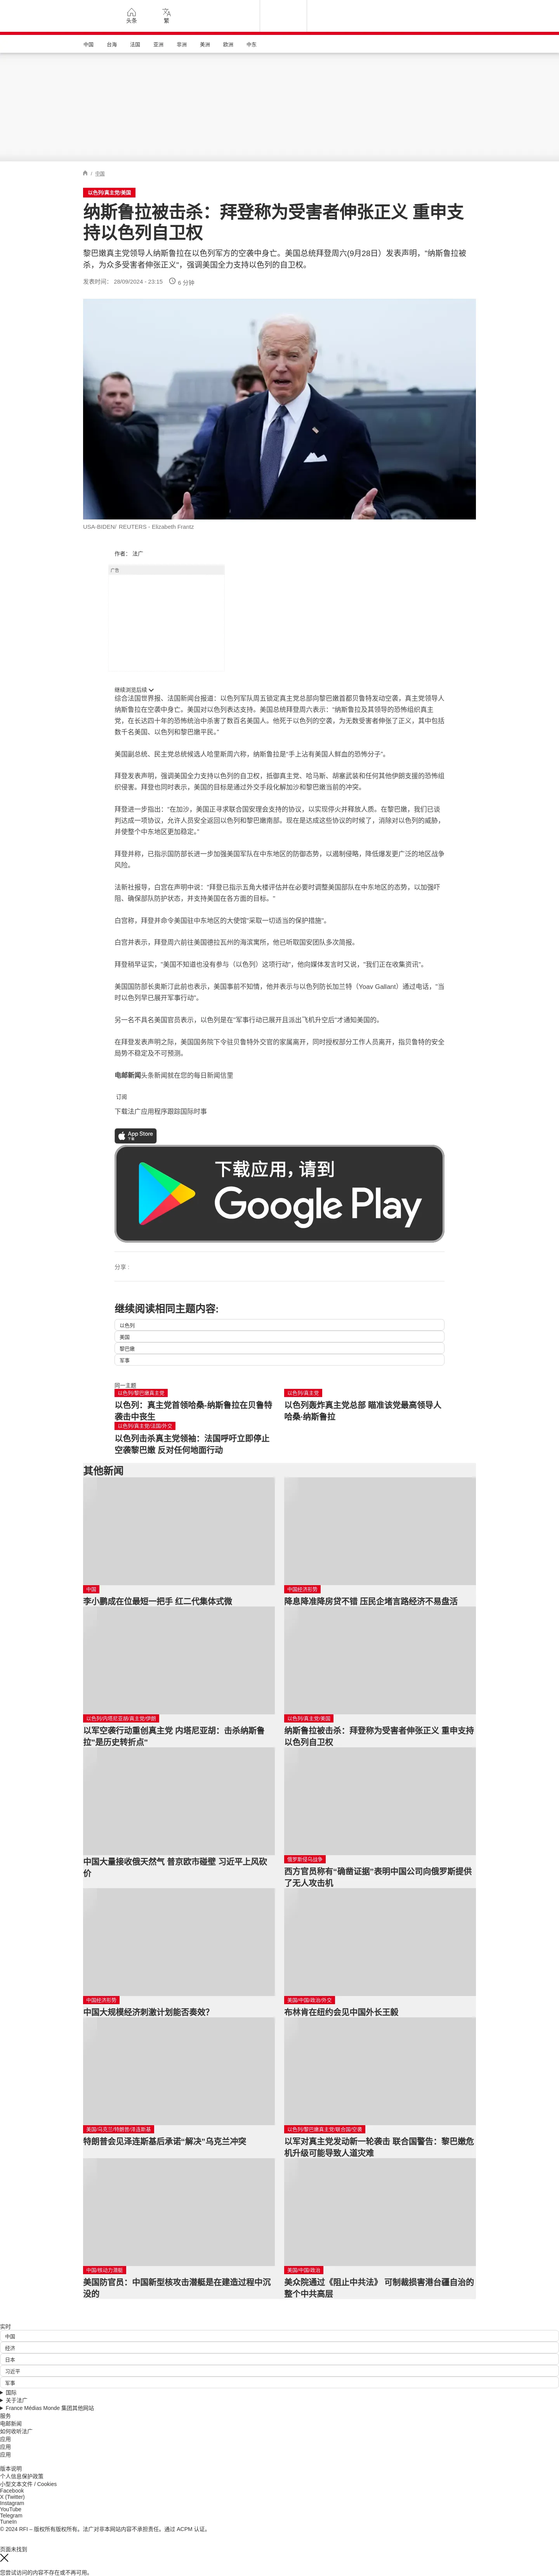 头条
繁
中国
台海
法国
亚洲
非洲
美洲
欧洲
中东
/ 中国
以色列/真主党/美国
纳斯鲁拉被击杀：拜登称为受害者伸张正义 重申支
持以色列自卫权
黎巴嫩真主党领导人纳斯鲁拉在以色列军方的空袭中身亡。美国总统拜登周六(9月28日）发表声明，“纳斯鲁拉被
杀，为众多受害者伸张正义"，强调美国全力支持以色列的自卫权。
发表时间： 28/09/2024 - 23:15
6 分钟
USA-BIDEN/ REUTERS - Elizabeth Frantz
作者： 法广
广告
继续浏览后续
综合法国世界报、法国新闻台报道：以色列军队周五锁定真主党总部向黎巴嫩首都贝鲁特发动空袭，真主党领导人
纳斯鲁拉在空袭中身亡。美国对以色列表达支持。美国总统拜登周六表示：“纳斯鲁拉及其领导的恐怖组织真主
党，在长达四十年的恐怖统治中杀害了数百名美国人。他死于以色列的空袭，为无数受害者伸张了正义，其中包括
数千名美国、以色列和黎巴嫩平民。”
美国副总统、民主党总统候选人哈里斯周六称，纳斯鲁拉是“手上沾有美国人鲜血的恐怖分子”。
拜登发表声明，强调美国全力支持以色列的自卫权，抵御真主党、哈马斯、胡塞武装和任何其他伊朗支援的恐怖组
织侵害。拜登也同时表示，美国的目标是通过外交手段化解加沙和黎巴嫩当前的冲突。
拜登进一步指出：“在加沙，美国正寻求联合国安理会支持的协议，以实现停火并释放人质。在黎巴嫩，我们已谈
判达成一项协议，允许人员安全返回以色列和黎巴嫩南部。现在是达成这些协议的时候了，消除对以色列的威胁，
并使整个中东地区更加稳定。”
拜登并称，已指示国防部长进一步加强美国军队在中东地区的防御态势，以遏制侵略，降低爆发更广泛的地区战争
风险。
法新社报导，白宫在声明中说：“拜登已指示五角大楼评估并在必要时调整美国部队在中东地区的态势，以加强吓
阻、确保部队防护状态，并支持美国在各方面的目标。”
白宫称，拜登并命令美国驻中东地区的大使馆“采取一切适当的保护措施”。
白宫并表示，拜登周六前往美国德拉瓦州的海滨寓所，他已听取国安团队多次简报。
拜登稍早证实，“美国不知道也没有参与（以色列）这项行动”，他向媒体发言时又说，“我们正在收集资讯”。
美国国防部长奥斯汀此前也表示，美国事前不知情，他并表示与以色列防长加兰特（Yoav Gallant）通过电话，“当
时以色列早已展开军事行动”。
另一名不具名美国官员表示，以色列是在“军事行动已展开且派出飞机升空后”才通知美国的。
在拜登发表声明之际，美国国务院下令驻贝鲁特外交官的家属离开，同时授权部分工作人员离开，指贝鲁特的安全
局势不稳定及不可预测。
电邮新闻头条新闻就在您的每日新闻信里
订阅
下载法广应用程序跟踪国际时事
App Store
下载
下载应用，请到
Google Play
分享 :
继续阅读相同主题内容:
以色列
美国
黎巴嫩
军事
同一主题
以色列/黎巴嫩真主党
以色列：真主党首领哈桑-纳斯鲁拉在贝鲁特
袭击中丧生
以色列/真主党
以色列轰炸真主党总部 瞄准该党最高领导人
哈桑·纳斯鲁拉
以色列/真主党/法国/外交
以色列击杀真主党领袖：法国呼吁立即停止
空袭黎巴嫩 反对任何地面行动
其他新闻
中国
李小鹏成在位最短一把手 红二代集体式微
中国经济形势
降息降准降房贷不错 压民企堵言路经济不易盘活
以色列/内塔尼亚胡/真主党/伊朗
以军空袭行动重创真主党 内塔尼亚胡：击杀纳斯鲁
拉"是历史转折点"
以色列/真主党/美国
纳斯鲁拉被击杀：拜登称为受害者伸张正义 重申支持
以色列自卫权
中国大量接收俄天然气 普京欧市碰壁 习近平上风砍
价
俄罗斯侵乌战争
西方官员称有“确凿证据”表明中国公司向俄罗斯提供
了无人攻击机
中国经济形势
中国大规模经济刺激计划能否奏效？
美国/中国/政治/外交
布林肯在纽约会见中国外长王毅
美国/乌克兰/特朗普/泽连斯基
特朗普会见泽连斯基后承诺“解决”乌克兰冲突
以色列/黎巴嫩真主党/联合国/空袭
以军对真主党发动新一轮袭击 联合国警告：黎巴嫩危
机升级可能导致人道灾难
中国/核动力潜艇
美国防官员：中国新型核攻击潜艇是在建造过程中沉
没的
美国/中国/政治
美众院通过《阻止中共法》 可制裁损害港台疆自治的
整个中共高层
实时
中国
经济
日本
习近平
军事
国际
关于法广
France Médias Monde 集团其他网站
服务
电邮新闻
如何收听法广
应用
应用
应用
版本说明
个人信息保护政策
小型文本文件 / Cookies
Facebook
X (Twitter)
Instagram
YouTube
Telegram
TuneIn
© 2024 RFI – 版权所有版权所有。法广对非本网站内容不承担责任。通过 ACPM 认证。
页面未找到
您尝试访问的内容不存在或不再可用。